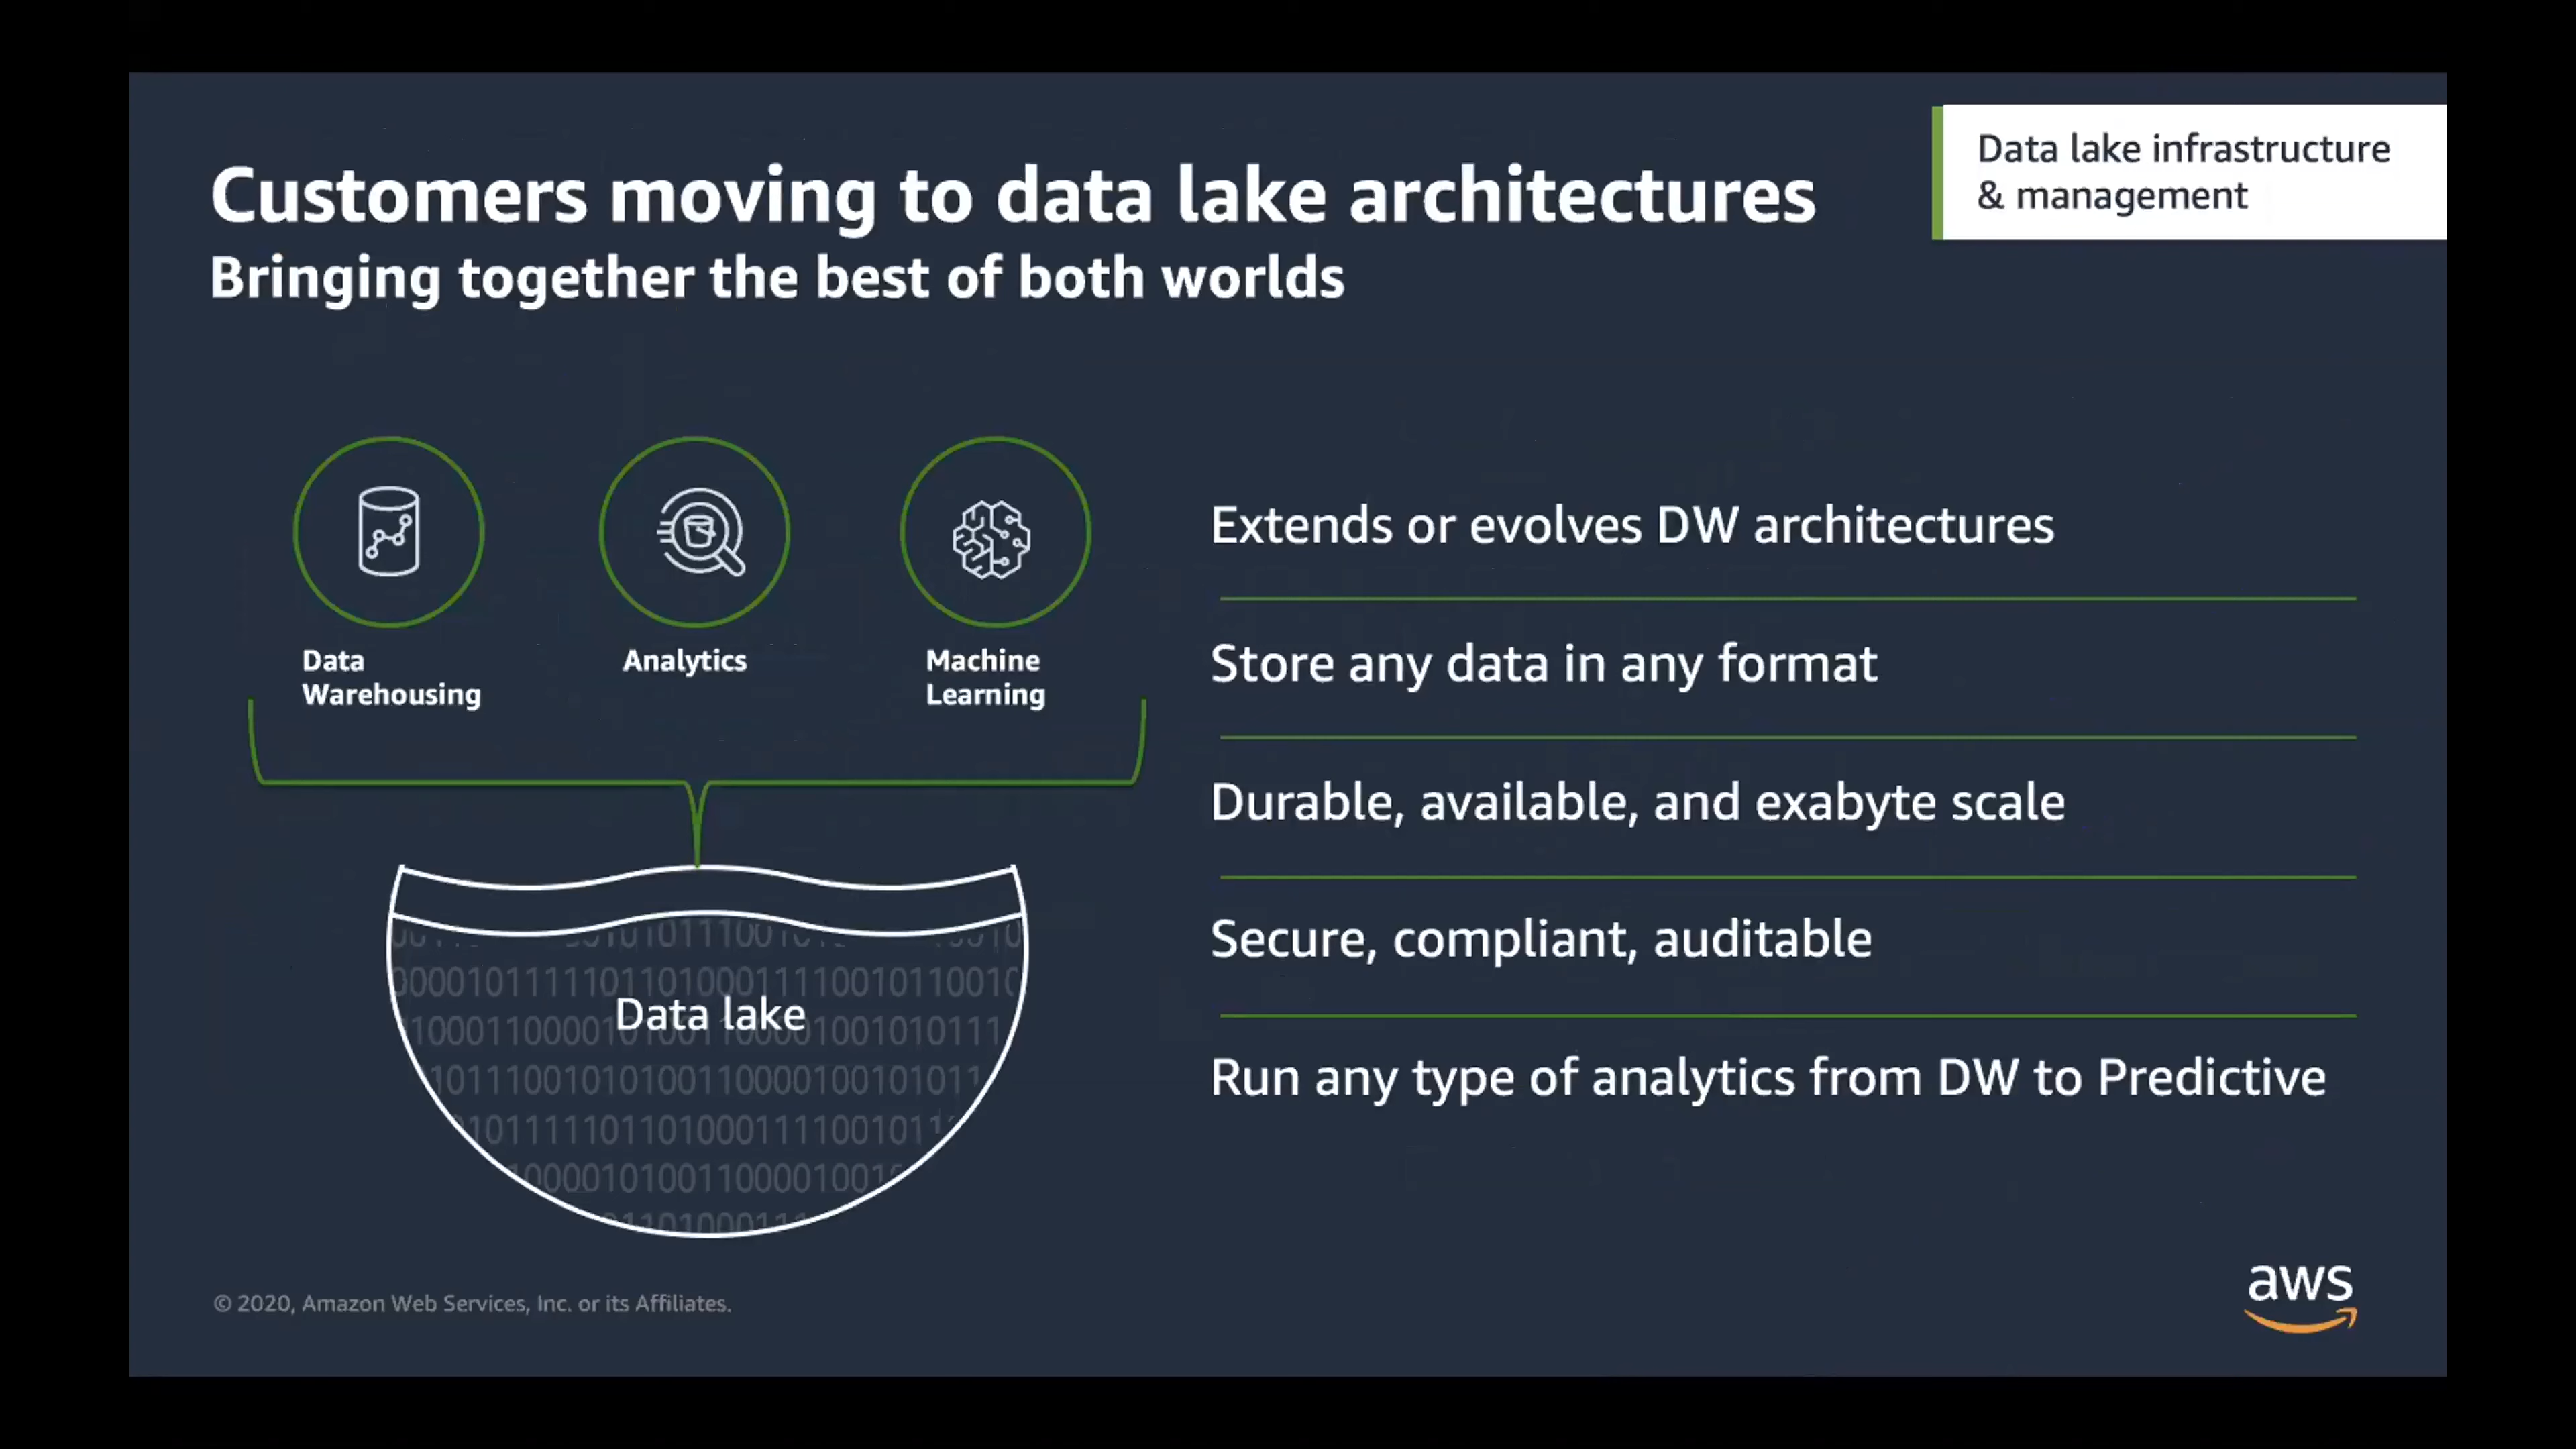 Data lake infrastructure
& management
Customers moving to data lake architectures
Bringing together the best of both worlds
Data
Warehousing
Analytics
Machine
Learning
Data lake
Extends or evolves DW architectures
Store any data in any format
Durable, available, and exabyte scale
Secure, compliant, auditable
Run any type of analytics from DW to Predictive
© 2020, Amazon Web Services, Inc. or its Affiliates.
aws